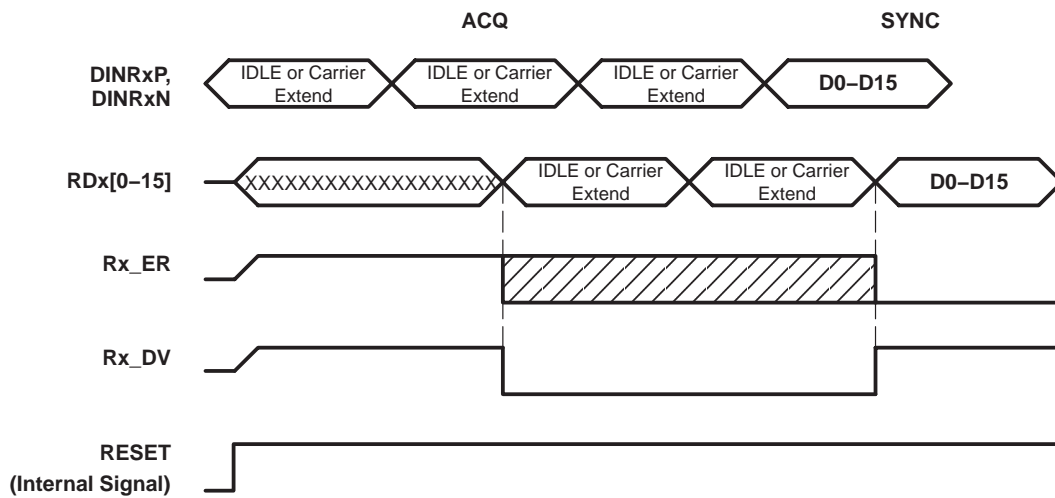 ACQ SYNC
DINRxP,
DINRxN
IDLE or Carrier
Extend
IDLE or Carrier
Extend
IDLE or Carrier
Extend
D0–D15
RDx[0–15]
XXXXXXXXXXXXXXXXXXX
IDLE or Carrier
Extend
IDLE or Carrier
Extend
D0–D15
Rx_ER
Rx_DV
RESET
(Internal Signal)